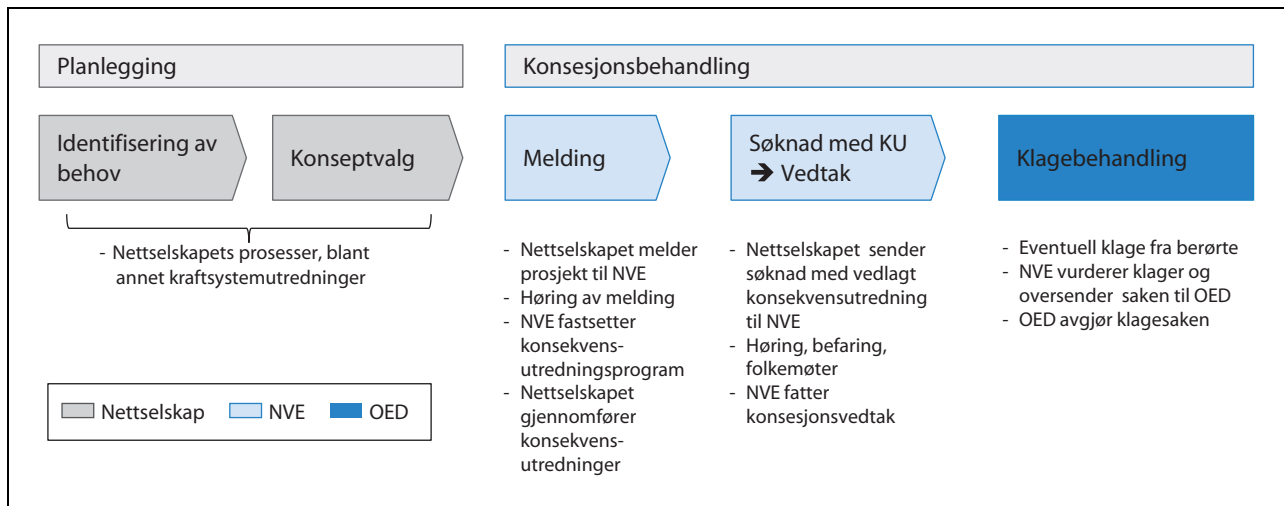 Planlegging
Konsesjonsbehandling
Identifisering av
behov
Konseptvalg
Melding
Søknad med KU
➔ Vedtak
Klagebehandling
- Nettselskapets prosesser, blant
annet kraftsystemutredninger
- Nettselskapet melder
prosjekt til NVE
- Høring av melding
- NVE fastsetter
konsekvens-
utredningsprogram
- Nettselskapet
gjennomfører
konsekvens-
utredninger
- Nettselskapet sender
søknad med vedlagt
konsekvensutredning
til NVE
- Høring, befaring,
folkemøter
- NVE fatter
konsesjonsvedtak
- Eventuell klage fra berørte
- NVE vurderer klager og
oversender saken til OED
- OED avgjør klagesaken
Nettselskap NVE OED